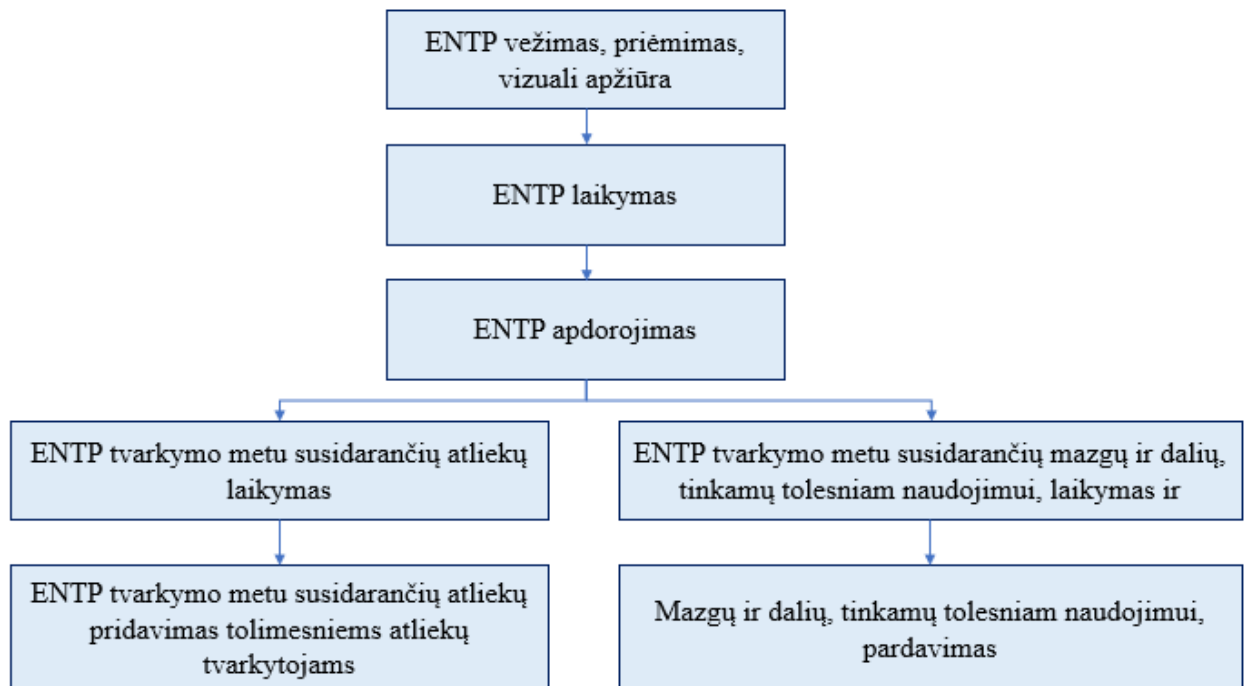 ENTP vežimas, priėmimas,
vizuali apžiūra
ENTP laikymas
ENTP apdorojimas
ENTP tvarkymo metu susidarančių atliekų
laikymas
ENTP tvarkymo metu susidarančių mazgų ir dalių,
tinkamų tolesniam naudojimui, laikymas ir
ENTP tvarkymo metu susidarančių atliekų
pridavimas tolimesniems atliekų
tvarkytojams
Mazgų ir dalių, tinkamų tolesniam naudojimui,
pardavimas